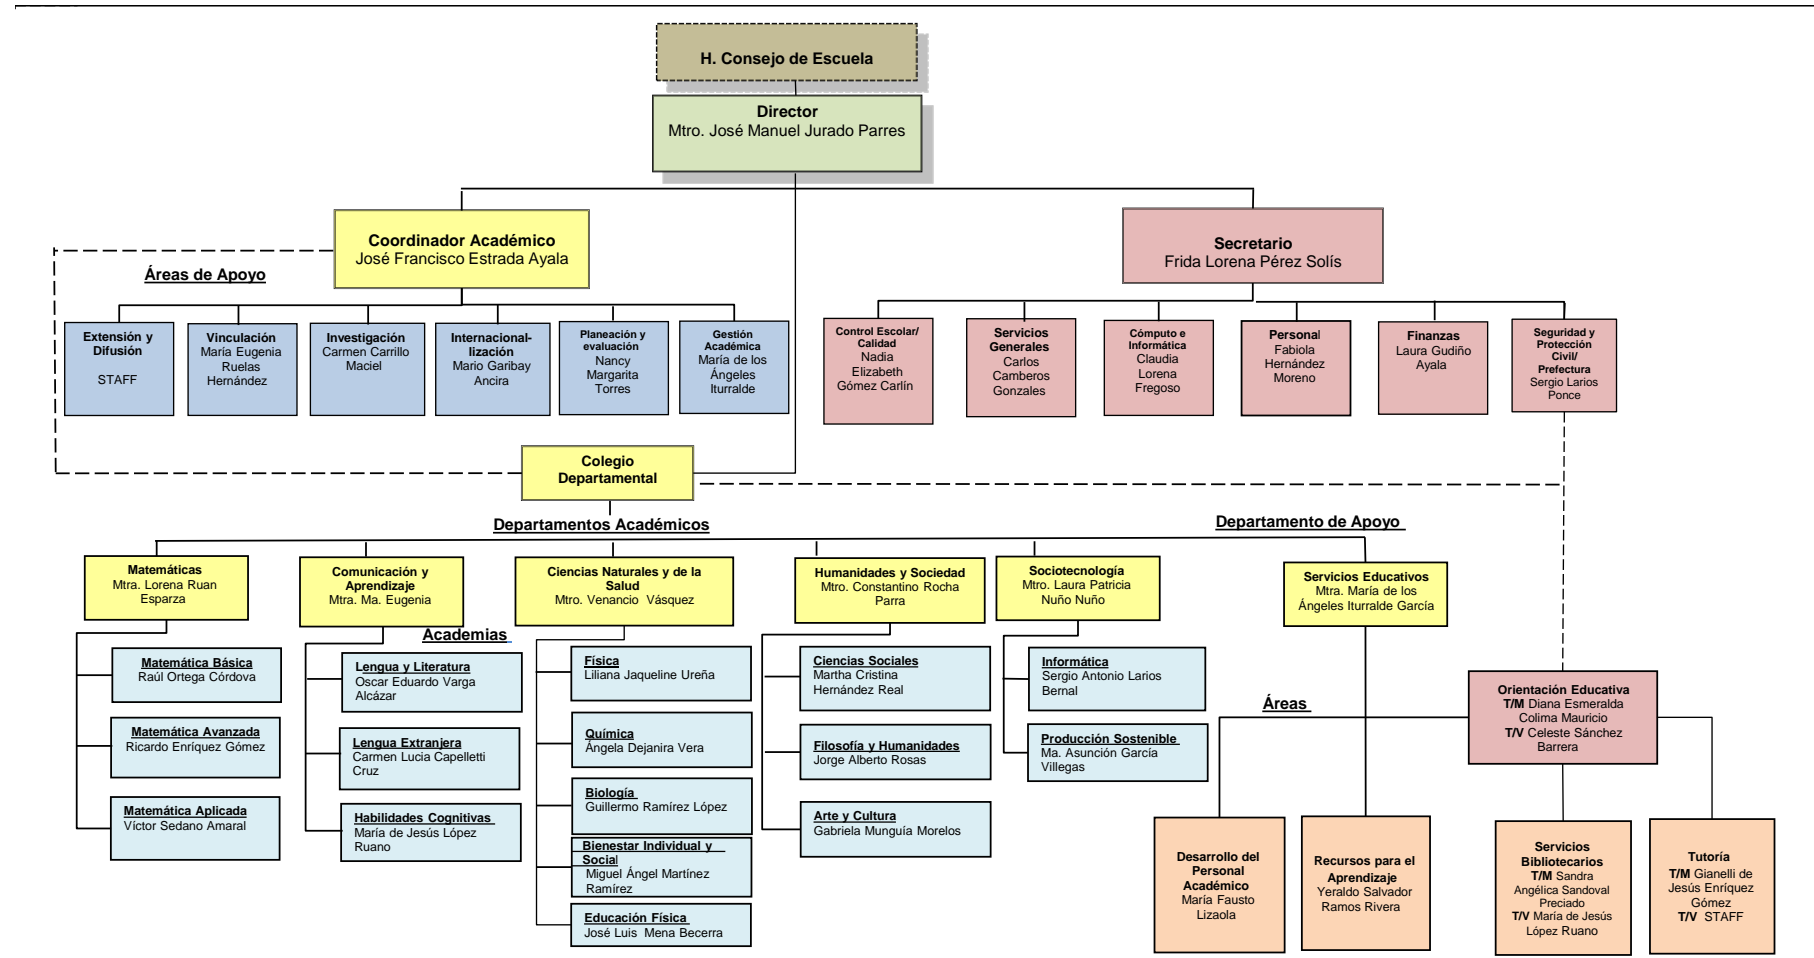 H. Consejo de Escuela
Director
Mtro. José Manuel Jurado Parres
Coordinador Académico
José Francisco Estrada Ayala
Secretario
Frida Lorena Pérez Solís
Áreas de Apoyo
Extensión y
Difusión
STAFF
Vinculación
María Eugenia
Ruelas
Hernández
Investigación
Carmen Carrillo
Maciel
Internacional-
lización
Mario Garibay
Ancira
Planeación y
evaluación
Nancy
Margarita
Torres
Gestión
Académica
María de los
Ángeles
Iturralde
Control Escolar/
Calidad
Nadia
Elizabeth
Gómez Carlín
Servicios
Generales
Carlos
Camberos
Gonzales
Cómputo e
Informática
Claudia
Lorena
Fregoso
Personal
Fabiola
Hernández
Moreno
Finanzas
Laura Gudiño
Ayala
Seguridad y
Protección
Civil/
Prefectura
Sergio Larios
Ponce
Colegio
Departamental
Departamentos Académicos
Departamento de Apoyo
Matemáticas
Mtra. Lorena Ruan
Esparza
Comunicación y
Aprendizaje
Mtra. Ma. Eugenia
Ciencias Naturales y de la
Salud
Mtro. Venancio Vásquez
Humanidades y Sociedad
Mtro. Constantino Rocha
Parra
Sociotecnología
Mtro. Laura Patricia
Nuño Nuño
Servicios Educativos
Mtra. María de los
Ángeles Iturralde García
Academias
Matemática Básica
Raúl Ortega Córdova
Matemática Avanzada
Ricardo Enríquez Gómez
Matemática Aplicada
Víctor Sedano Amaral
Lengua y Literatura
Oscar Eduardo Varga
Alcázar
Lengua Extranjera
Carmen Lucia Capelletti
Cruz
Habilidades Cognitivas
María de Jesús López
Ruano
Física
Liliana Jaqueline Ureña
Química
Ángela Dejanira Vera
Biología
Guillermo Ramírez López
Bienestar Individual y
Social
Miguel Ángel Martínez
Ramírez
Educación Física
José Luis Mena Becerra
Ciencias Sociales
Martha Cristina
Hernández Real
Filosofía y Humanidades
Jorge Alberto Rosas
Arte y Cultura
Gabriela Munguía Morelos
Informática
Sergio Antonio Larios
Bernal
Producción Sostenible
Ma. Asunción García
Villegas
Áreas
Orientación Educativa
T/M Diana Esmeralda
Colima Mauricio
T/V Celeste Sánchez
Barrera
Desarrollo del
Personal
Académico
María Fausto
Lizaola
Recursos para el
Aprendizaje
Yeraldo Salvador
Ramos Rivera
Servicios
Bibliotecarios
T/M Sandra
Angélica Sandoval
Preciado
T/V María de Jesús
López Ruano
Tutoría
T/M Gianelli de
Jesús Enríquez
Gómez
T/V STAFF